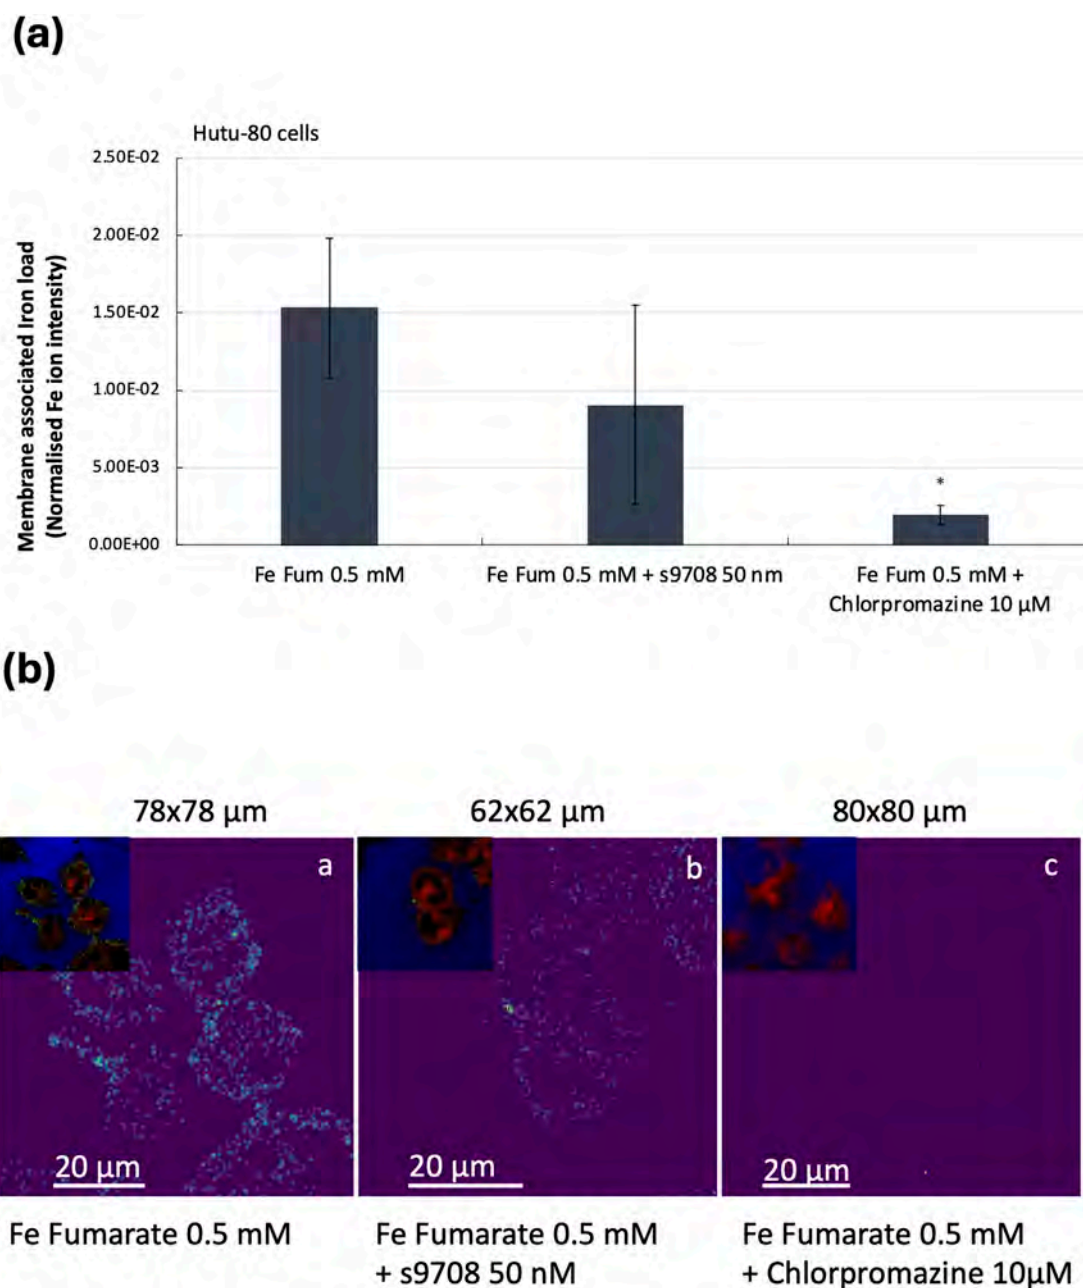 (a)
Hutu-80 cells
Membrane associated Iron load
(Normalised Fe ion intensity)
2.50E-02
2.00E-02
1.50E-02
1.00E-02
5.00E-03
0.00E+00
*
Fe Fum 0.5 mM
Fe Fum 0.5 mM + s9708 50 nm
Fe Fum 0.5 mM +
Chlorpromazine 10 μM
(b)
78x78 μm
62x62 μm
80x80 μm
a
b
c
20 μm
20 μm
20 μm
Fe Fumarate 0.5 mM
Fe Fumarate 0.5 mM
+ s9708 50 nM
Fe Fumarate 0.5 mM
+ Chlorpromazine 10μM